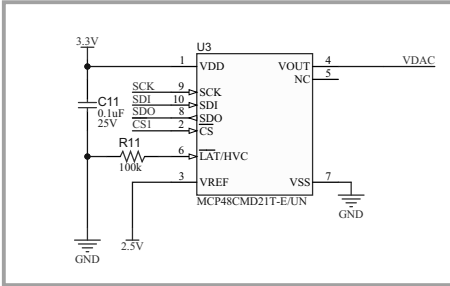 3.3V
U3
1 VDD VOUT 4 VDAC
NC 5
C11
0.1uF
25V
SCK 9 SCK
SDI 10 SDI
SDO 8 SDO
CS1 2 CS
R11
100k
6 LAT/HVC
3 VREF VSS 7
MCP48CMD21T-E/UN
GND
2.5V
GND